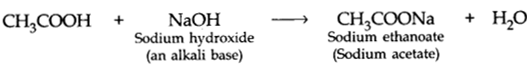 CH₃COOH + NaOH ⟶ CH₃COONa + H₂O
Sodium hydroxide Sodium ethanoate
(an alkali base) (Sodium acetate)